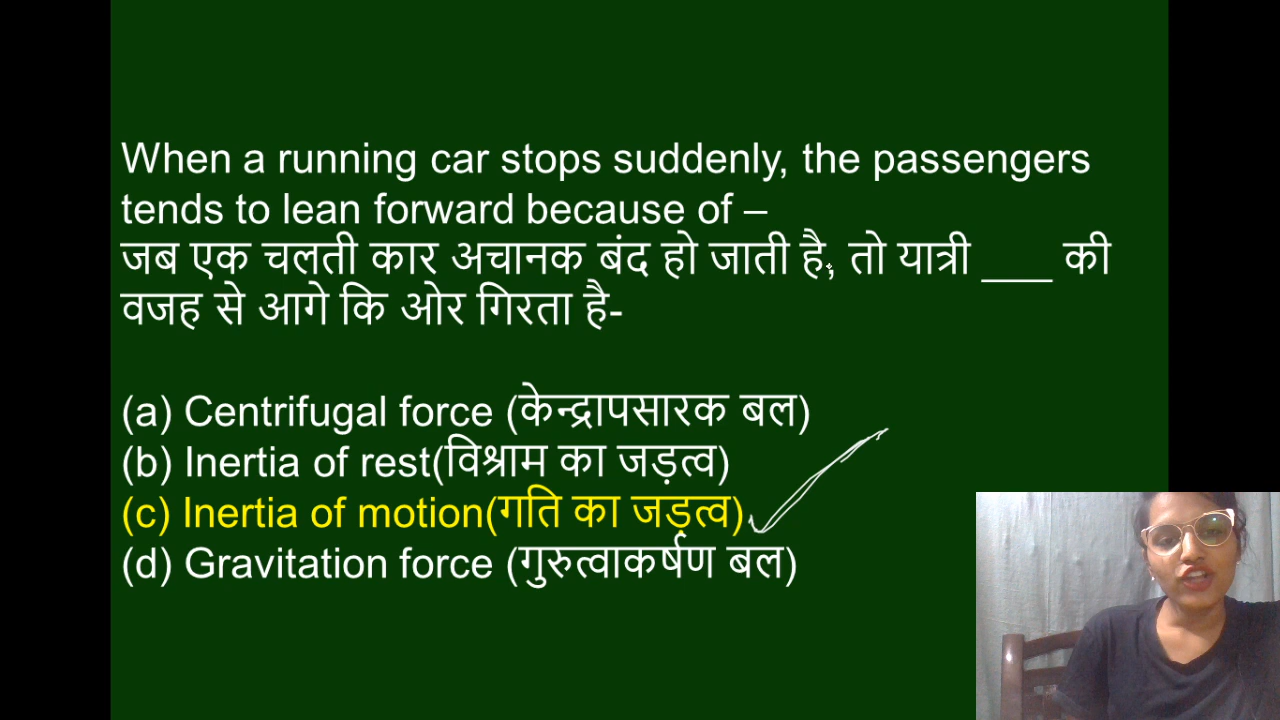 When a running car stops suddenly, the passengers
tends to lean forward because of –
जब एक चलती कार अचानक बंद हो जाती है, तो यात्री ___ की
वजह से आगे कि ओर गिरता है-
(a) Centrifugal force (केन्द्रापसारक बल)
(b) Inertia of rest(विश्राम का जड़त्व)
(c) Inertia of motion(गति का जड़त्व)
(d) Gravitation force (गुरुत्वाकर्षण बल)